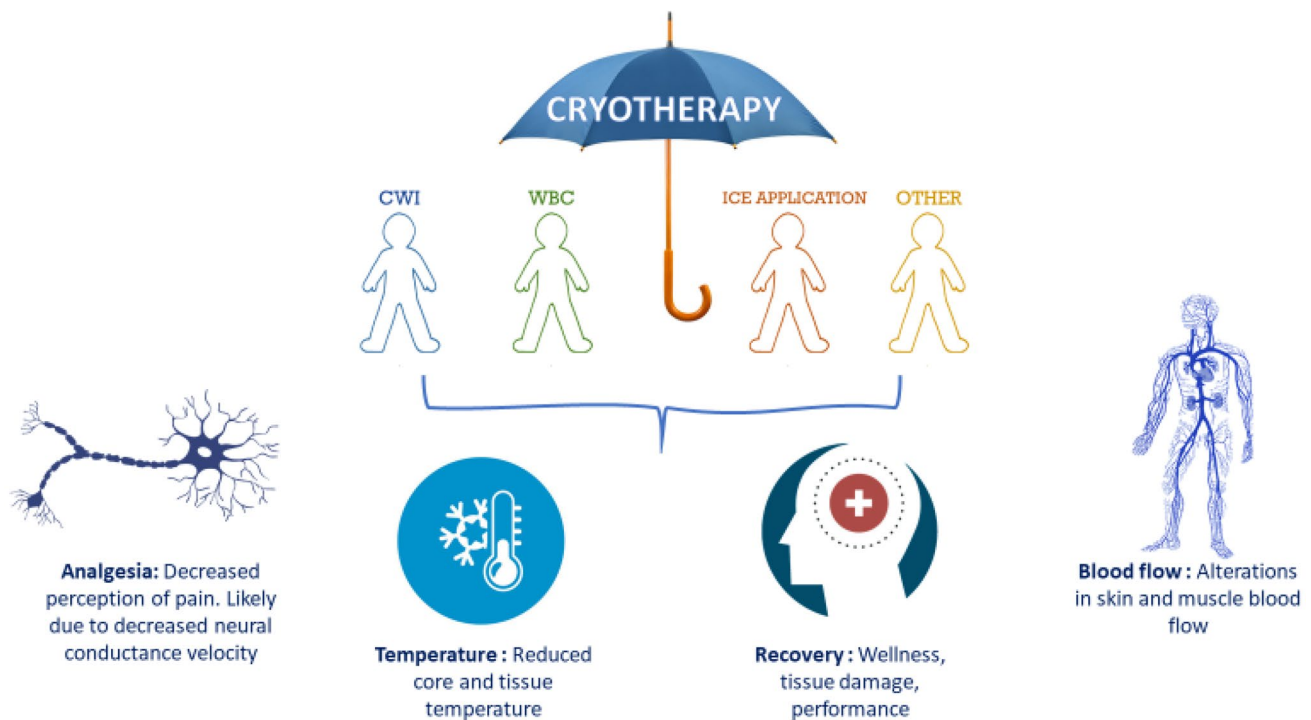 CRYOTHERAPY
CWI
WBC
ICE APPLICATION
OTHER
Analgesia: Decreased
perception of pain. Likely
due to decreased neural
conductance velocity
Temperature : Reduced
core and tissue
temperature
Recovery : Wellness,
tissue damage,
performance
Blood flow : Alterations
in skin and muscle blood
flow